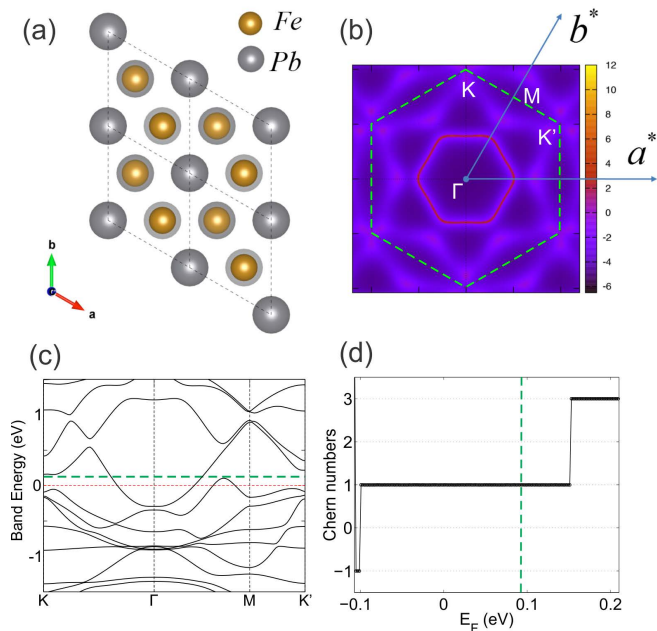 (a)
Fe
Pb
b
a
(b)
b*
K
M
K'
a*
Γ
12
10
8
6
4
2
0
-2
-4
-6
(c)
Band Energy (eV)
1
0
-1
K
Γ
M
K'
(d)
Chern numbers
3
2
1
0
−1
−0.1
0
0.1
0.2
E_F (eV)